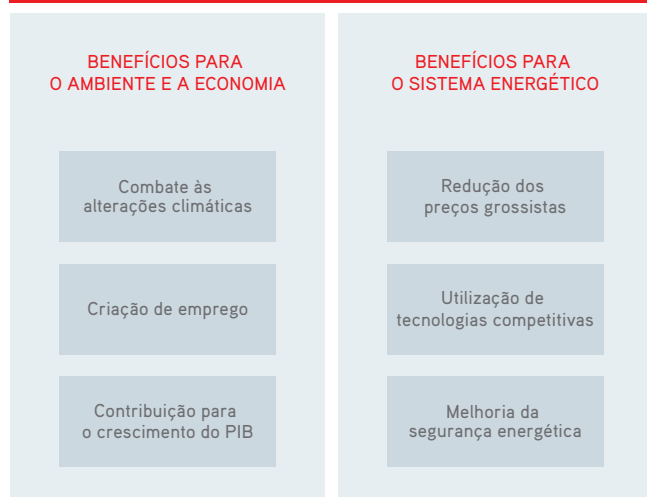 BENEFÍCIOS PARA
O AMBIENTE E A ECONOMIA
Combate às
alterações climáticas
Criação de emprego
Contribuição para
o crescimento do PIB
BENEFÍCIOS PARA
O SISTEMA ENERGÉTICO
Redução dos
preços grossistas
Utilização de
tecnologias competitivas
Melhoria da
segurança energética